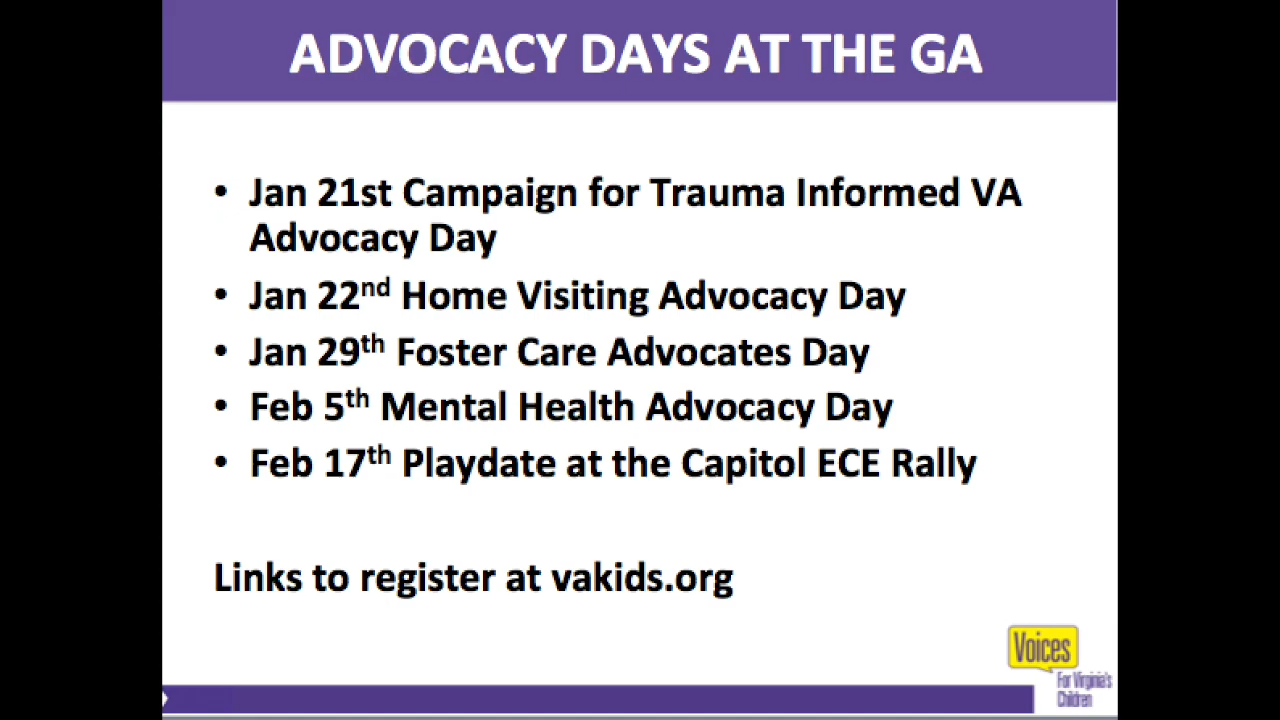 ADVOCACY DAYS AT THE GA
• Jan 21st Campaign for Trauma Informed VA
Advocacy Day
• Jan 22nd Home Visiting Advocacy Day
• Jan 29th Foster Care Advocates Day
• Feb 5th Mental Health Advocacy Day
• Feb 17th Playdate at the Capitol ECE Rally
Links to register at vakids.org
Voices
For Virginia's
Children